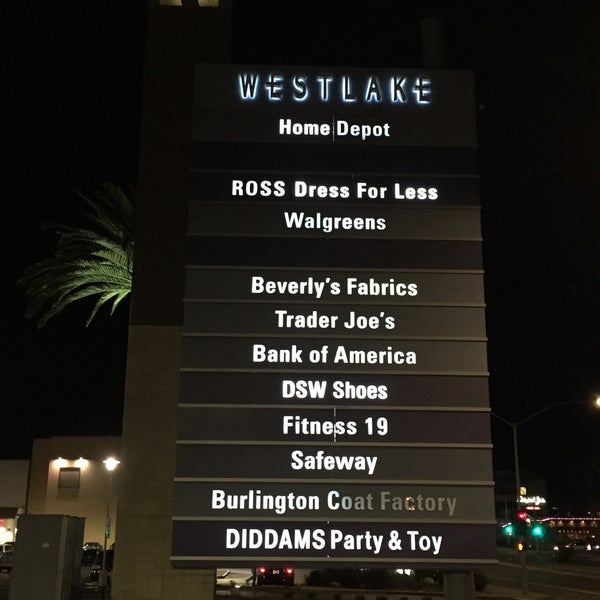 WESTLAKE
Home Depot
ROSS Dress For Less
Walgreens
Beverly's Fabrics
Trader Joe's
Bank of America
DSW Shoes
Fitness 19
Safeway
Burlington Coat Factory
DIDDAMS Party & Toy